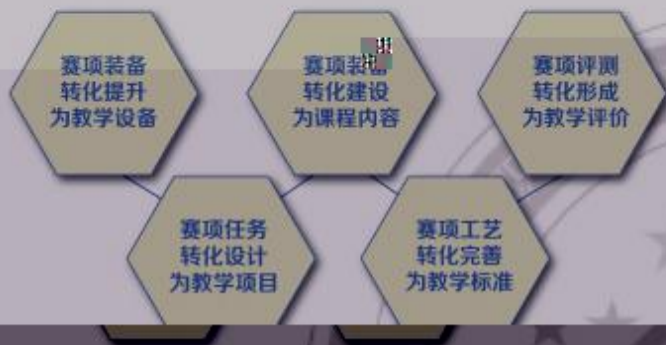 赛项装备
转化提升
为教学设备
赛项装备
转化建设
为课程内容
赛项评测
转化形成
为教学评价
赛项任务
转化设计
为教学项目
赛项工艺
转化完善
为教学标准